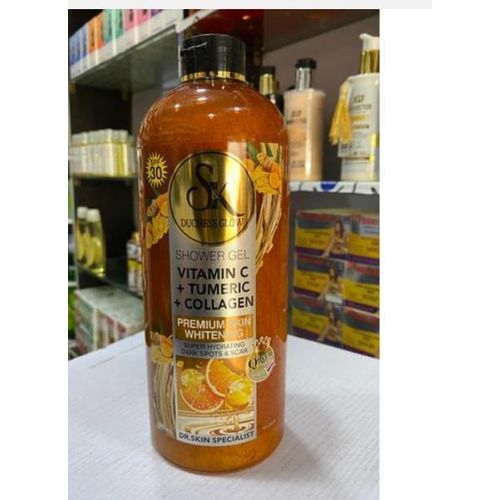 30
SK
DUCHESS GLOW
SHOWER GEL
VITAMIN C
+ TUMERIC
+ COLLAGEN
PREMIUM SKIN
WHITENING
SUPER HYDRATING
DARK SPOTS & SCAR
DR.SKIN SPECIALIST